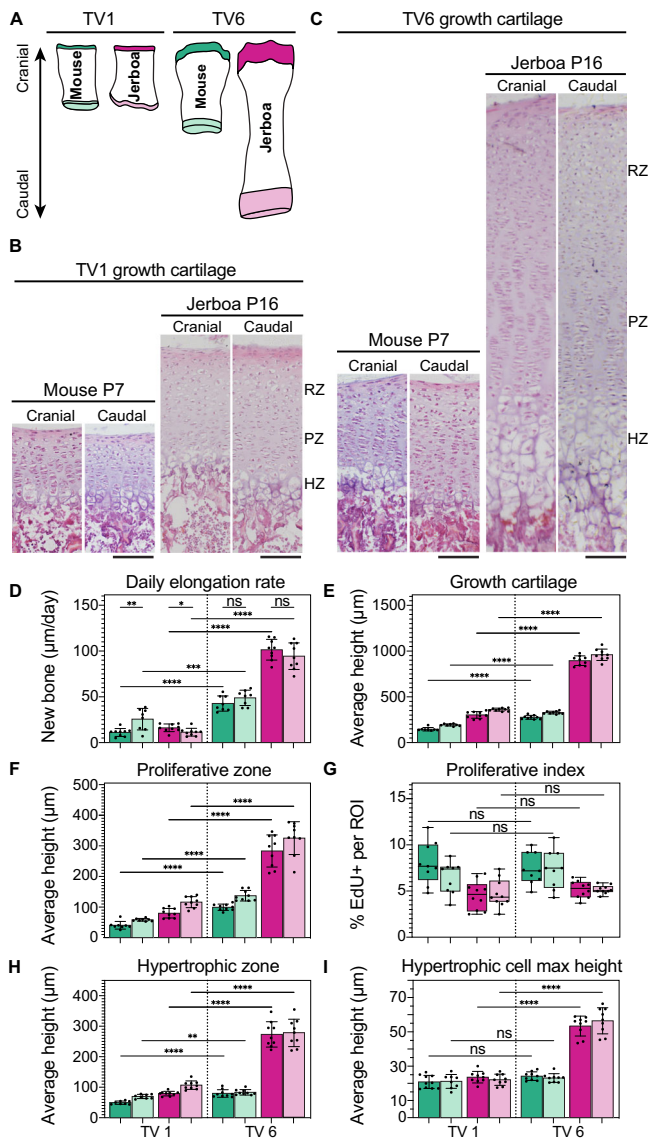 A
TV1
TV6
Cranial
Caudal
Mouse
Jerboa
Mouse
Jerboa
C
TV6 growth cartilage
Jerboa P16
Cranial
Caudal
RZ
PZ
HZ
Mouse P7
Cranial
Caudal
B
TV1 growth cartilage
Jerboa P16
Cranial
Caudal
RZ
PZ
HZ
Mouse P7
Cranial
Caudal
D
Daily elongation rate
New bone (µm/day)
150
100
50
0
**
*
ns
ns
****
****
***
****
E
Growth cartilage
Average height (µm)
1500
1000
500
0
****
****
****
****
F
Proliferative zone
Average height (µm)
500
400
300
200
100
0
****
****
****
****
G
Proliferative index
% EdU+ per ROI
15
10
5
0
ns
ns
ns
ns
H
Hypertrophic zone
Average height (µm)
400
300
200
100
0
****
****
**
****
TV 1
TV 6
I
Hypertrophic cell max height
Average height (µm)
60
40
20
0
****
****
ns
ns
TV 1
TV 6